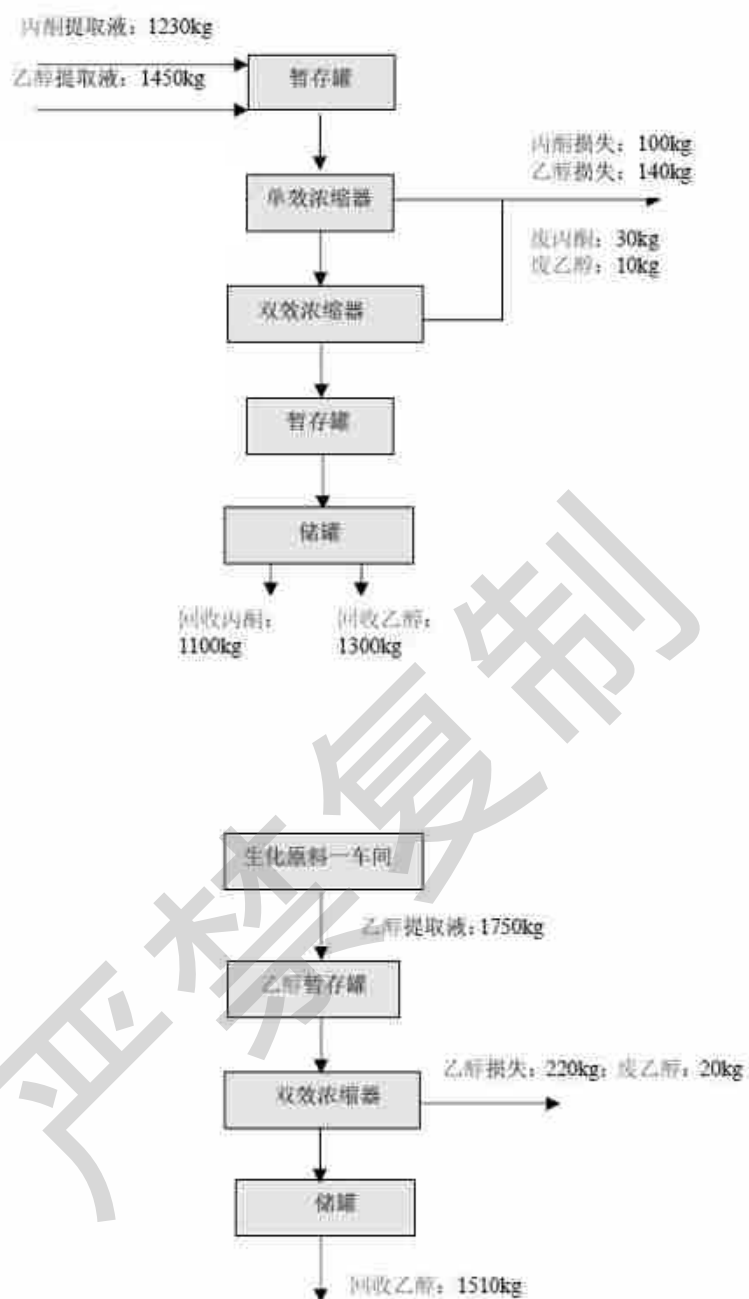 丙酮提取液：1230kg
乙醇提取液：1450kg
暂存罐
丙酮损失：100kg
乙醇损失：140kg
单效浓缩器
废丙酮：30kg
废乙醇：10kg
双效浓缩器
暂存罐
储罐
回收丙酮：
1100kg
回收乙醇：
1300kg
生化原料一车间
乙醇提取液：1750kg
乙醇暂存罐
乙醇损失：220kg；废乙醇：20kg
双效浓缩器
储罐
回收乙醇：1510kg
严禁复制